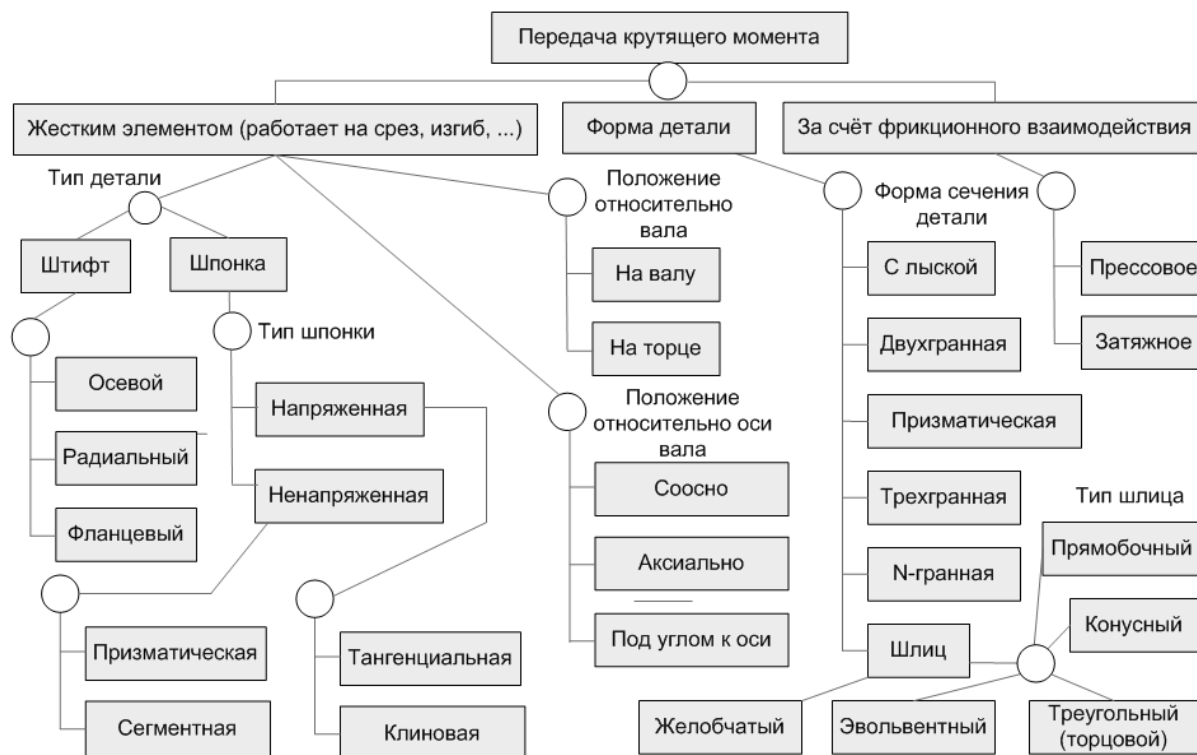 Передача крутящего момента
Жестким элементом (работает на срез, изгиб, ...)
Форма детали
За счёт фрикционного взаимодействия
Тип детали
Штифт
Шпонка
Тип шпонки
Осевой
Радиальный
Фланцевый
Напряженная
Ненапряженная
Призматическая
Сегментная
Тангенциальная
Клиновая
Положение
относительно
вала
На валу
На торце
Положение
относительно оси
вала
Соосно
Аксиально
Под углом к оси
Форма сечения
детали
С лыской
Двухгранная
Призматическая
Трехгранная
N-гранная
Шлиц
Прессовое
Затяжное
Тип шлица
Прямобочный
Конусный
Желобчатый
Эвольвентный
Треугольный
(торцовой)